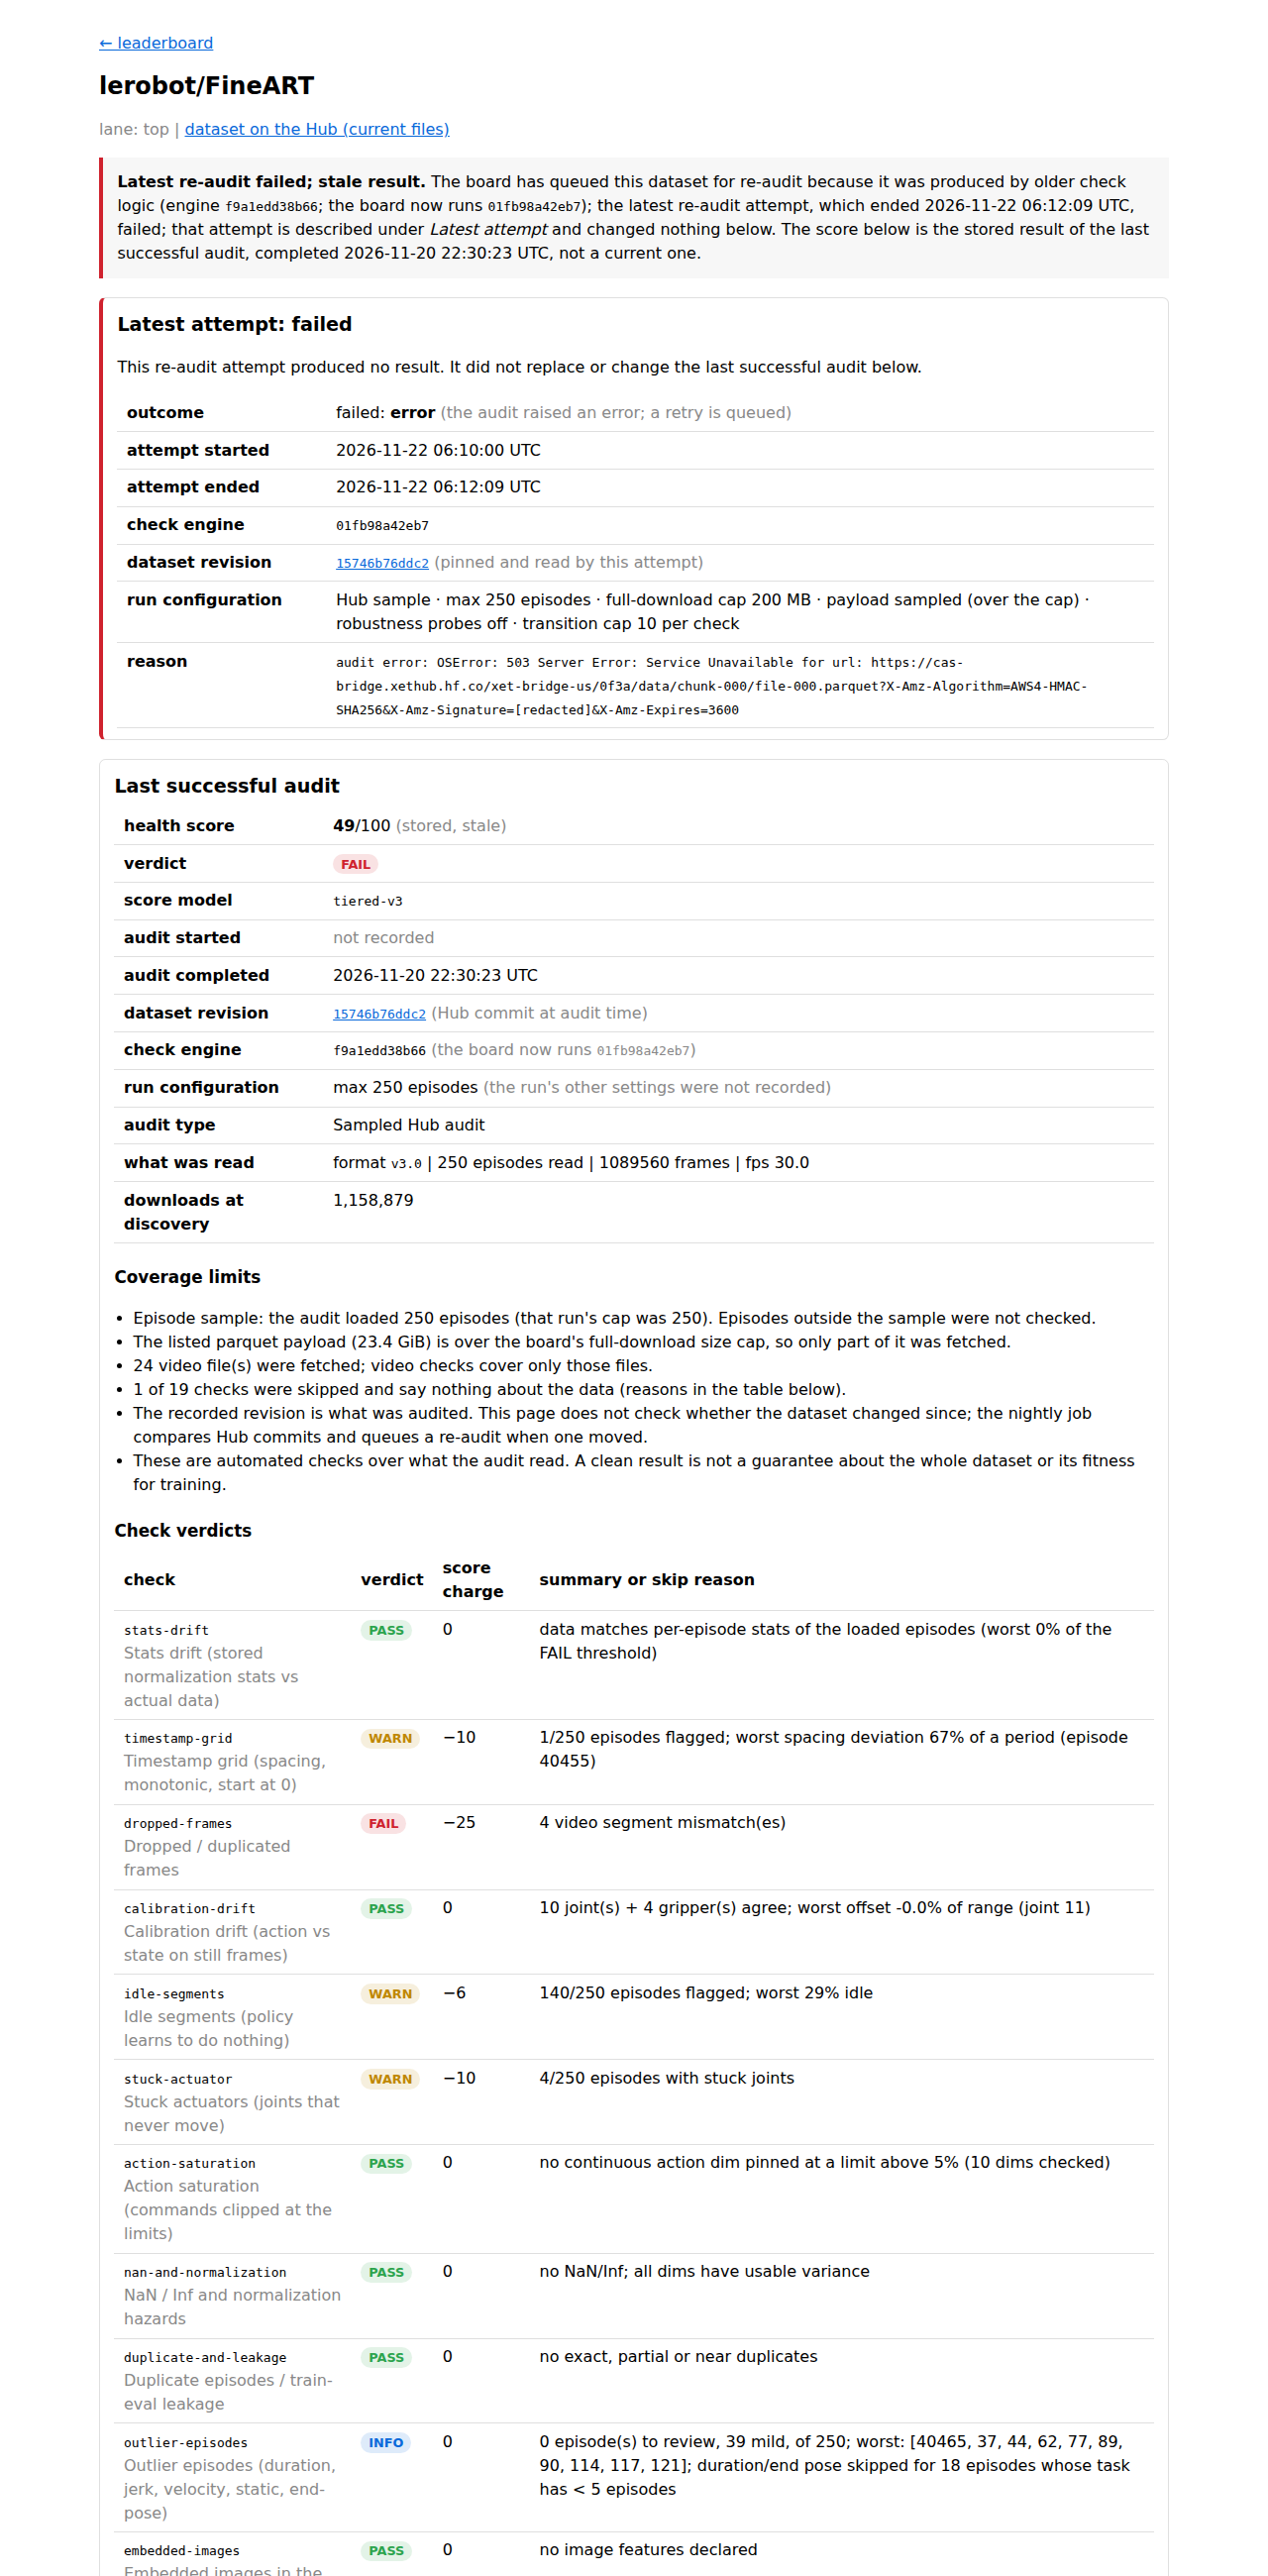 ← leaderboard
lerobot/FineART
lane: top | dataset on the Hub (current files)
Latest re-audit failed; stale result. The board has queued this dataset for re-audit because it was produced by older check
logic (engine f9a1edd38b66; the board now runs 01fb98a42eb7); the latest re-audit attempt, which ended 2026-11-22 06:12:09 UTC,
failed; that attempt is described under Latest attempt and changed nothing below. The score below is the stored result of the last
successful audit, completed 2026-11-20 22:30:23 UTC, not a current one.
Latest attempt: failed
This re-audit attempt produced no result. It did not replace or change the last successful audit below.
outcome failed: error (the audit raised an error; a retry is queued)
attempt started 2026-11-22 06:10:00 UTC
attempt ended 2026-11-22 06:12:09 UTC
check engine 01fb98a42eb7
dataset revision 15746b76ddc2 (pinned and read by this attempt)
run configuration Hub sample · max 250 episodes · full-download cap 200 MB · payload sampled (over the cap) ·
robustness probes off · transition cap 10 per check
reason audit error: OSError: 503 Server Error: Service Unavailable for url: https://cas-
bridge.xethub.hf.co/xet-bridge-us/0f3a/data/chunk-000/file-000.parquet?X-Amz-Algorithm=AWS4-HMAC-
SHA256&X-Amz-Signature=[redacted]&X-Amz-Expires=3600
Last successful audit
health score 49/100 (stored, stale)
verdict FAIL
score model tiered-v3
audit started not recorded
audit completed 2026-11-20 22:30:23 UTC
dataset revision 15746b76ddc2 (Hub commit at audit time)
check engine f9a1edd38b66 (the board now runs 01fb98a42eb7)
run configuration max 250 episodes (the run's other settings were not recorded)
audit type Sampled Hub audit
what was read format v3.0 | 250 episodes read | 1089560 frames | fps 30.0
downloads at 1,158,879
discovery
Coverage limits
• Episode sample: the audit loaded 250 episodes (that run's cap was 250). Episodes outside the sample were not checked.
• The listed parquet payload (23.4 GiB) is over the board's full-download size cap, so only part of it was fetched.
• 24 video file(s) were fetched; video checks cover only those files.
• 1 of 19 checks were skipped and say nothing about the data (reasons in the table below).
• The recorded revision is what was audited. This page does not check whether the dataset changed since; the nightly job
compares Hub commits and queues a re-audit when one moved.
• These are automated checks over what the audit read. A clean result is not a guarantee about the whole dataset or its fitness
for training.
Check verdicts
check verdict score charge summary or skip reason
stats-drift PASS 0 data matches per-episode stats of the loaded episodes (worst 0% of the
Stats drift (stored FAIL threshold)
normalization stats vs
actual data)
timestamp-grid WARN −10 1/250 episodes flagged; worst spacing deviation 67% of a period (episode
Timestamp grid (spacing, 40455)
monotonic, start at 0)
dropped-frames FAIL −25 4 video segment mismatch(es)
Dropped / duplicated
frames
calibration-drift PASS 0 10 joint(s) + 4 gripper(s) agree; worst offset -0.0% of range (joint 11)
Calibration drift (action vs
state on still frames)
idle-segments WARN −6 140/250 episodes flagged; worst 29% idle
Idle segments (policy
learns to do nothing)
stuck-actuator WARN −10 4/250 episodes with stuck joints
Stuck actuators (joints that
never move)
action-saturation PASS 0 no continuous action dim pinned at a limit above 5% (10 dims checked)
Action saturation
(commands clipped at the
limits)
nan-and-normalization PASS 0 no NaN/Inf; all dims have usable variance
NaN / Inf and normalization
hazards
duplicate-and-leakage PASS 0 no exact, partial or near duplicates
Duplicate episodes / train-
eval leakage
outlier-episodes INFO 0 0 episode(s) to review, 39 mild, of 250; worst: [40465, 37, 44, 62, 77, 89,
Outlier episodes (duration, 90, 114, 117, 121]; duration/end pose skipped for 18 episodes whose task
jerk, velocity, static, end- has < 5 episodes
pose)
embedded-images PASS 0 no image features declared
Embedded images in the